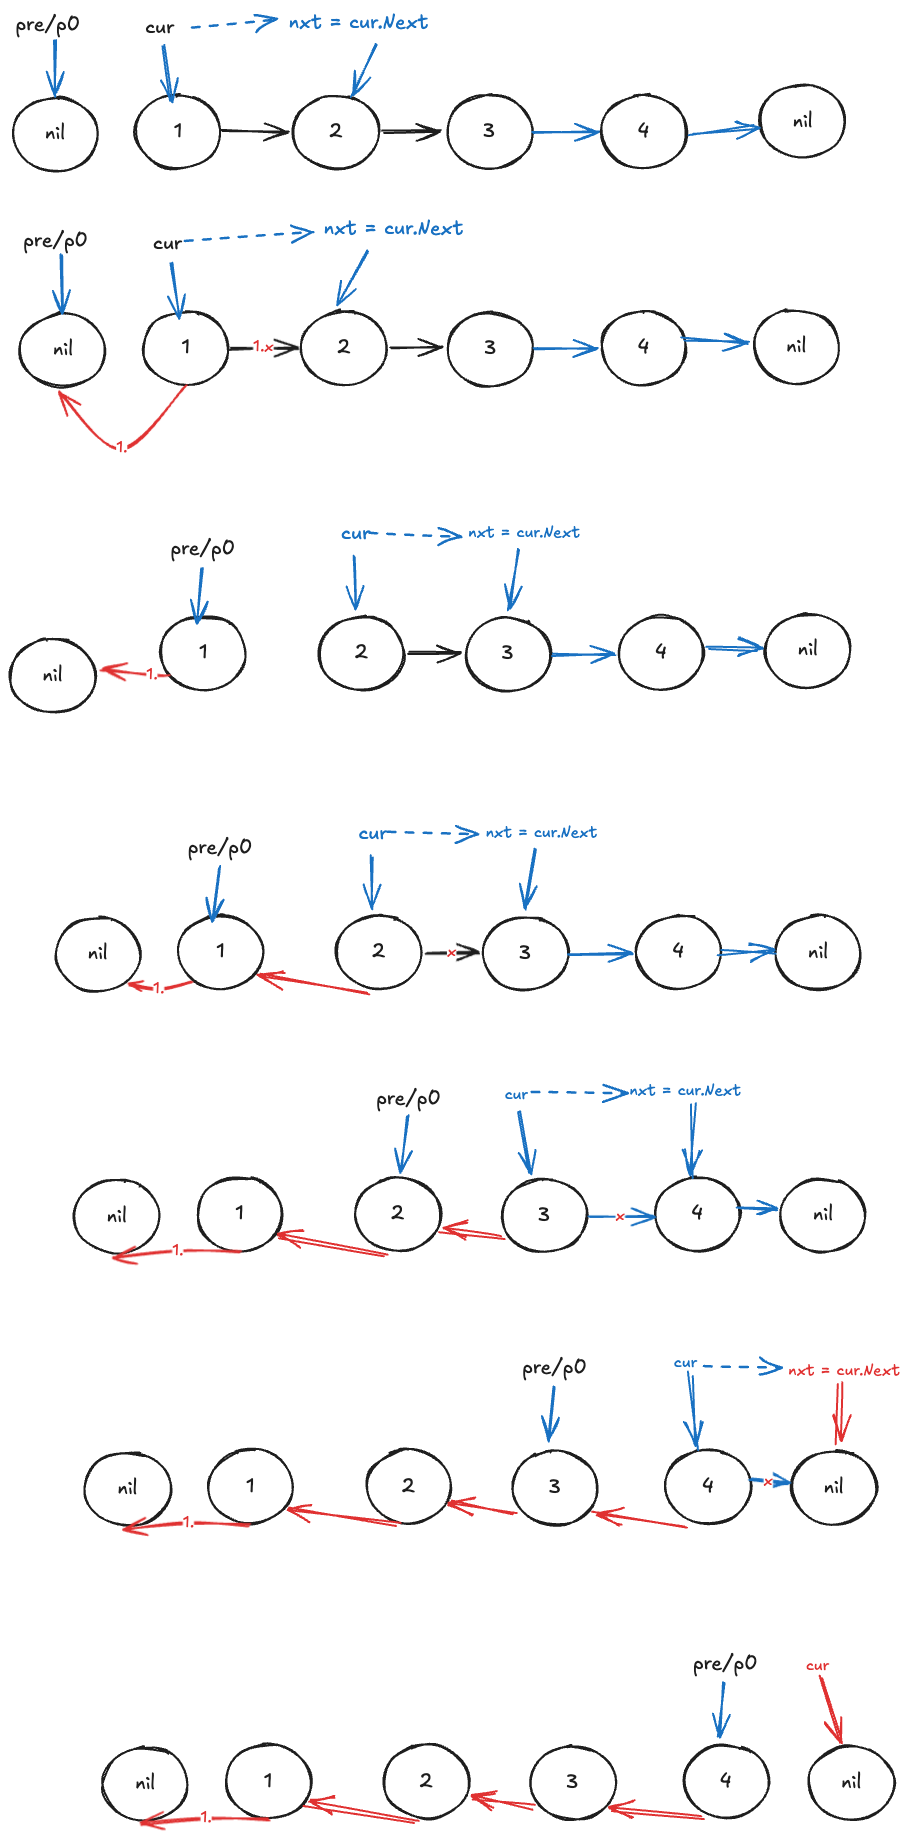 pre/p0
cur
nxt = cur.Next
nil
1
2
3
4
nil
pre/p0
cur
nxt = cur.Next
nil
1
1.x
2
3
4
nil
1.
pre/p0
cur
nxt = cur.Next
nil
1.
1
2
3
4
nil
pre/p0
cur
nxt = cur.Next
nil
1.
1
2
x
3
4
nil
pre/p0
cur
nxt = cur.Next
nil
1.
1
2
3
x
4
nil
pre/p0
cur
nxt = cur.Next
nil
1.
1
2
3
4
x
nil
pre/p0
cur
nil
1.
1
2
3
4
nil